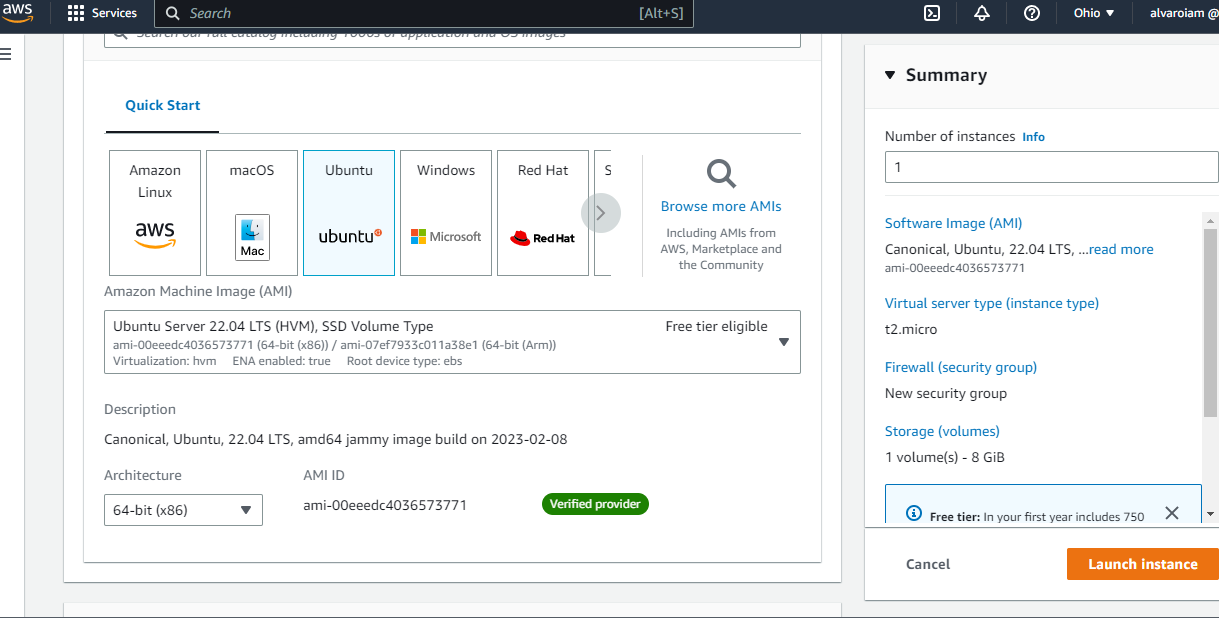 aws Services Search [Alt+S] Ohio alvaroiam @
Search our full catalog including 1000s of application and OS images
Quick Start
Amazon Linux
aws
macOS
Mac
Ubuntu
ubuntu
Windows
Microsoft
Red Hat
Red Hat
S
Browse more AMIs
Including AMIs from
AWS, Marketplace and
the Community
Amazon Machine Image (AMI)
Ubuntu Server 22.04 LTS (HVM), SSD Volume Type Free tier eligible
ami-00eeedc4036573771 (64-bit (x86)) / ami-07ef7933c011a38e1 (64-bit (Arm))
Virtualization: hvm ENA enabled: true Root device type: ebs
Description
Canonical, Ubuntu, 22.04 LTS, amd64 jammy image build on 2023-02-08
Architecture AMI ID
64-bit (x86) ami-00eeedc4036573771 Verified provider
Summary
Number of instances Info
1
Software Image (AMI)
Canonical, Ubuntu, 22.04 LTS, ...read more
ami-00eeedc4036573771
Virtual server type (instance type)
t2.micro
Firewall (security group)
New security group
Storage (volumes)
1 volume(s) - 8 GiB
Free tier: In your first year includes 750
Cancel Launch instance